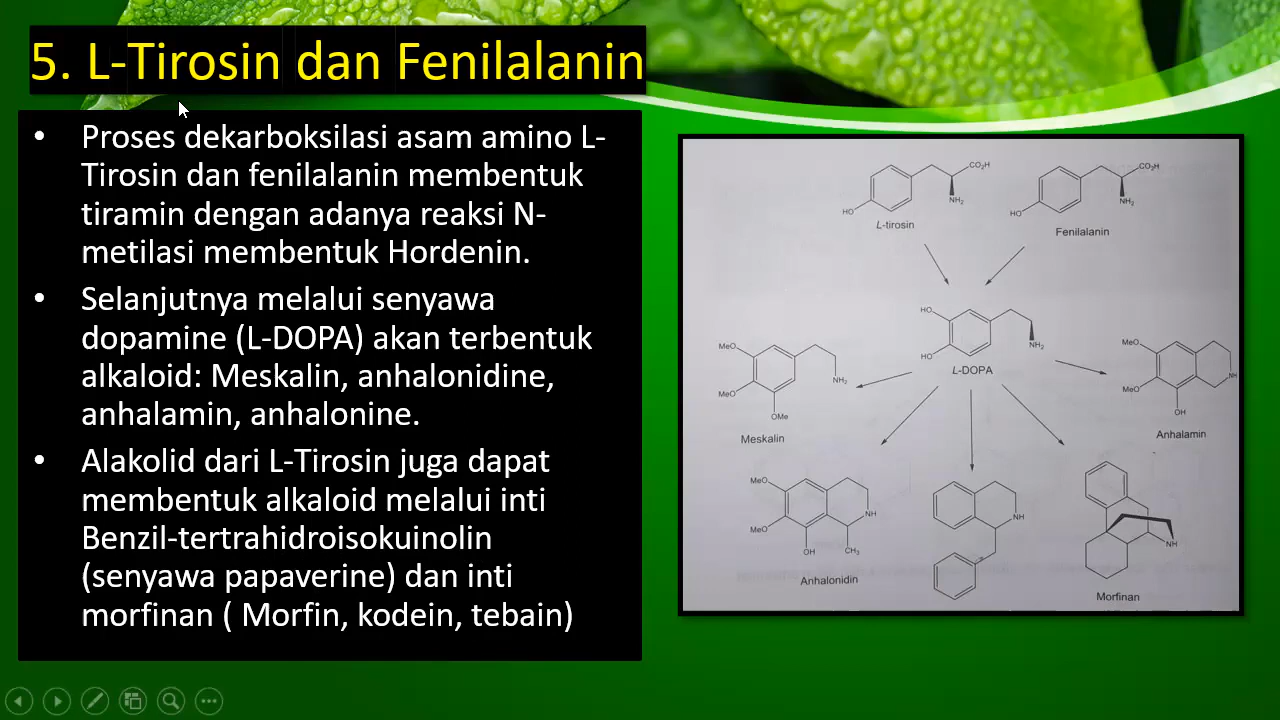 5. L-Tirosin dan Fenilalanin
• Proses dekarboksilasi asam amino L-
Tirosin dan fenilalanin membentuk
tiramin dengan adanya reaksi N-
metilasi membentuk Hordenin.
• Selanjutnya melalui senyawa
dopamine (L-DOPA) akan terbentuk
alkaloid: Meskalin, anhalonidine,
anhalamin, anhalonine.
• Alakolid dari L-Tirosin juga dapat
membentuk alkaloid melalui inti
Benzil-tertrahidroisokuinolin
(senyawa papaverine) dan inti
morfinan ( Morfin, kodein, tebain)
CO₂H
NH₂
HO
L-tirosin
CO₂H
NH₂
HO
Fenilalanin
HO
HO
NH₂
L-DOPA
MeO
MeO
OMe
NH₂
Meskalin
MeO
MeO
NH
OH
Anhalamin
MeO
MeO
NH
OH
CH₃
Anhalonidin
NH
NH
Morfinan